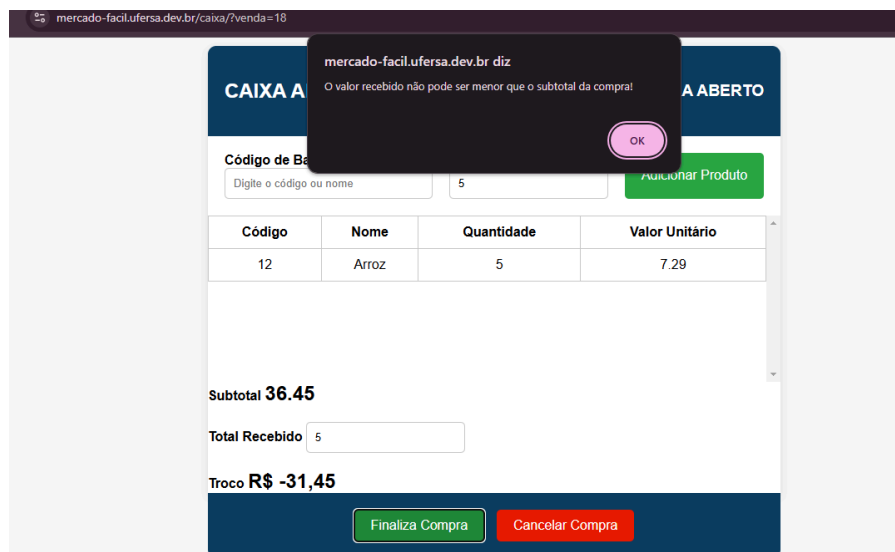 mercado-facil.ufersa.dev.br/caixa/?venda=18
mercado-facil.ufersa.dev.br diz
O valor recebido não pode ser menor que o subtotal da compra!
OK
CAIXA A
A ABERTO
Código de Ba
Digite o código ou nome
5
Adicionar Produto
Código Nome Quantidade Valor Unitário
12 Arroz 5 7.29
Subtotal 36.45
Total Recebido 5
Troco R$ -31,45
Finaliza Compra Cancelar Compra